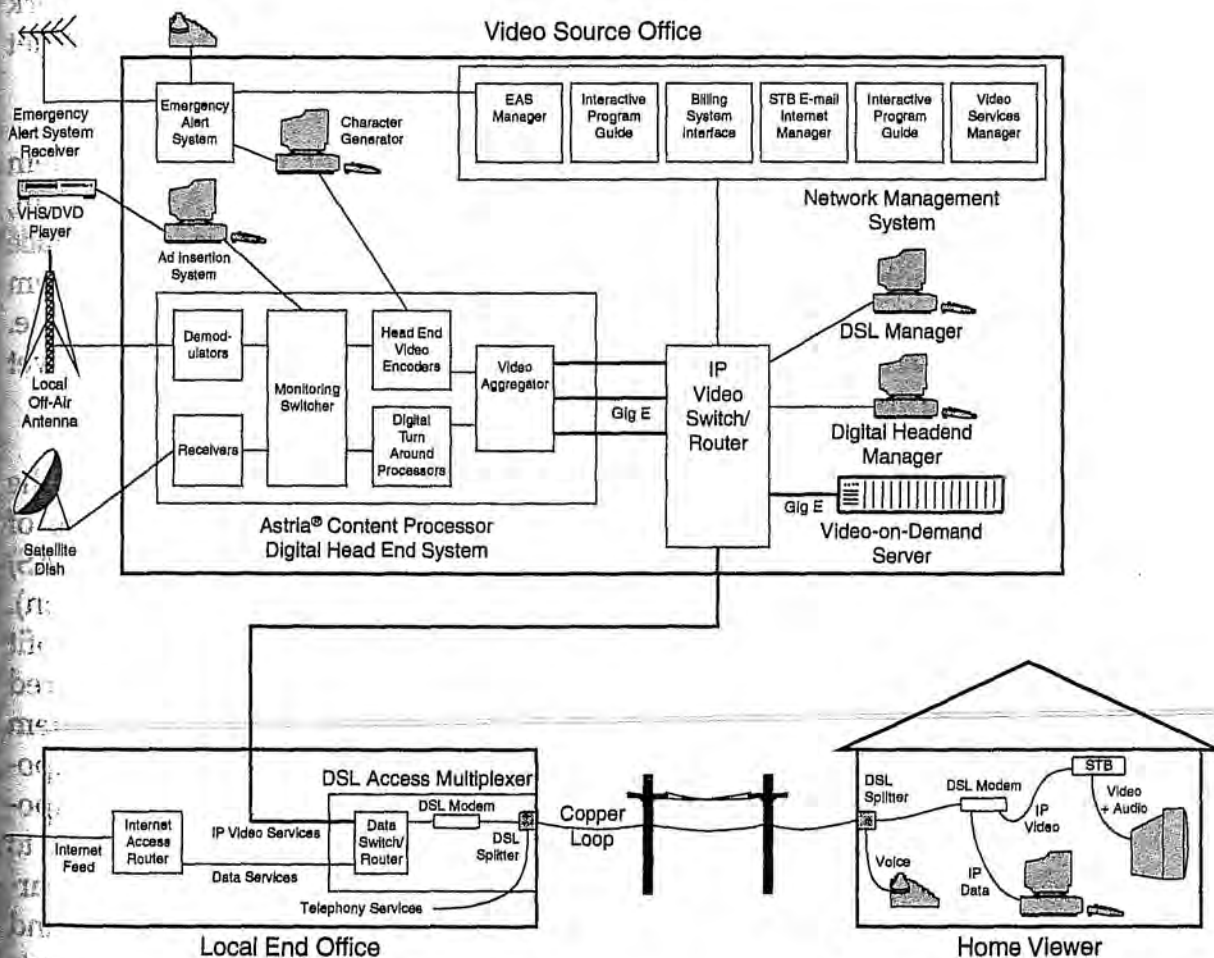 Video Source Office
Emergency
Alert System
Receiver
Emergency
Alert
System
Character
Generator
EAS
Manager
Interactive
Program
Guide
Billing
System
Interface
STB E-mail
Internet
Manager
Interactive
Program
Guide
Video
Services
Manager
Network Management
System
VHS/DVD
Player
Ad Insertion
System
DSL Manager
Local
Off-Air
Antenna
Demod-
ulators
Receivers
Monitoring
Switcher
Head End
Video
Encoders
Digital
Turn
Around
Processors
Video
Aggregator
Gig E
IP
Video
Switch/
Router
Digital Headend
Manager
Gig E
Video-on-Demand
Server
Satellite
Dish
Astria® Content Processor
Digital Head End System
DSL Access Multiplexer
Internet
Feed
Internet
Access
Router
IP Video Services
Data Services
Telephony Services
Data
Switch/
Router
DSL Modem
DSL
Splitter
Local End Office
Copper
Loop
DSL
Splitter
DSL Modem
STB
Video
+ Audio
IP
Video
Voice
IP
Data
Home Viewer